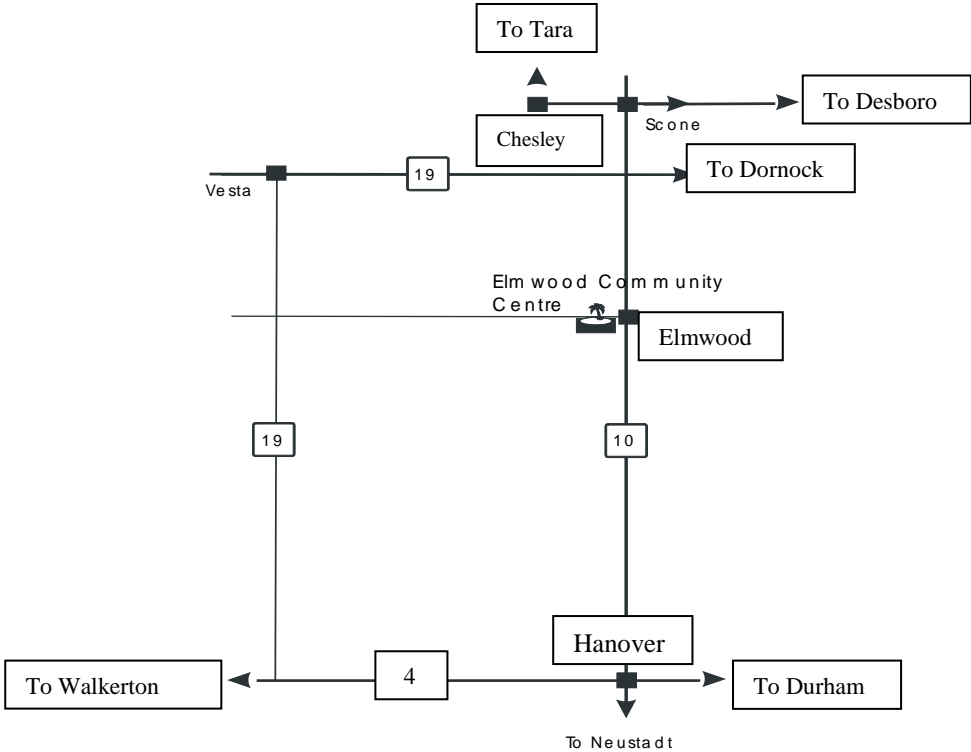 To Tara
To Desboro
Scone
Chesley
19
To Dornock
Vesta
Elmwood Community
Centre
Elmwood
19
10
Hanover
4
To Walkerton
To Durham
To Neustadt